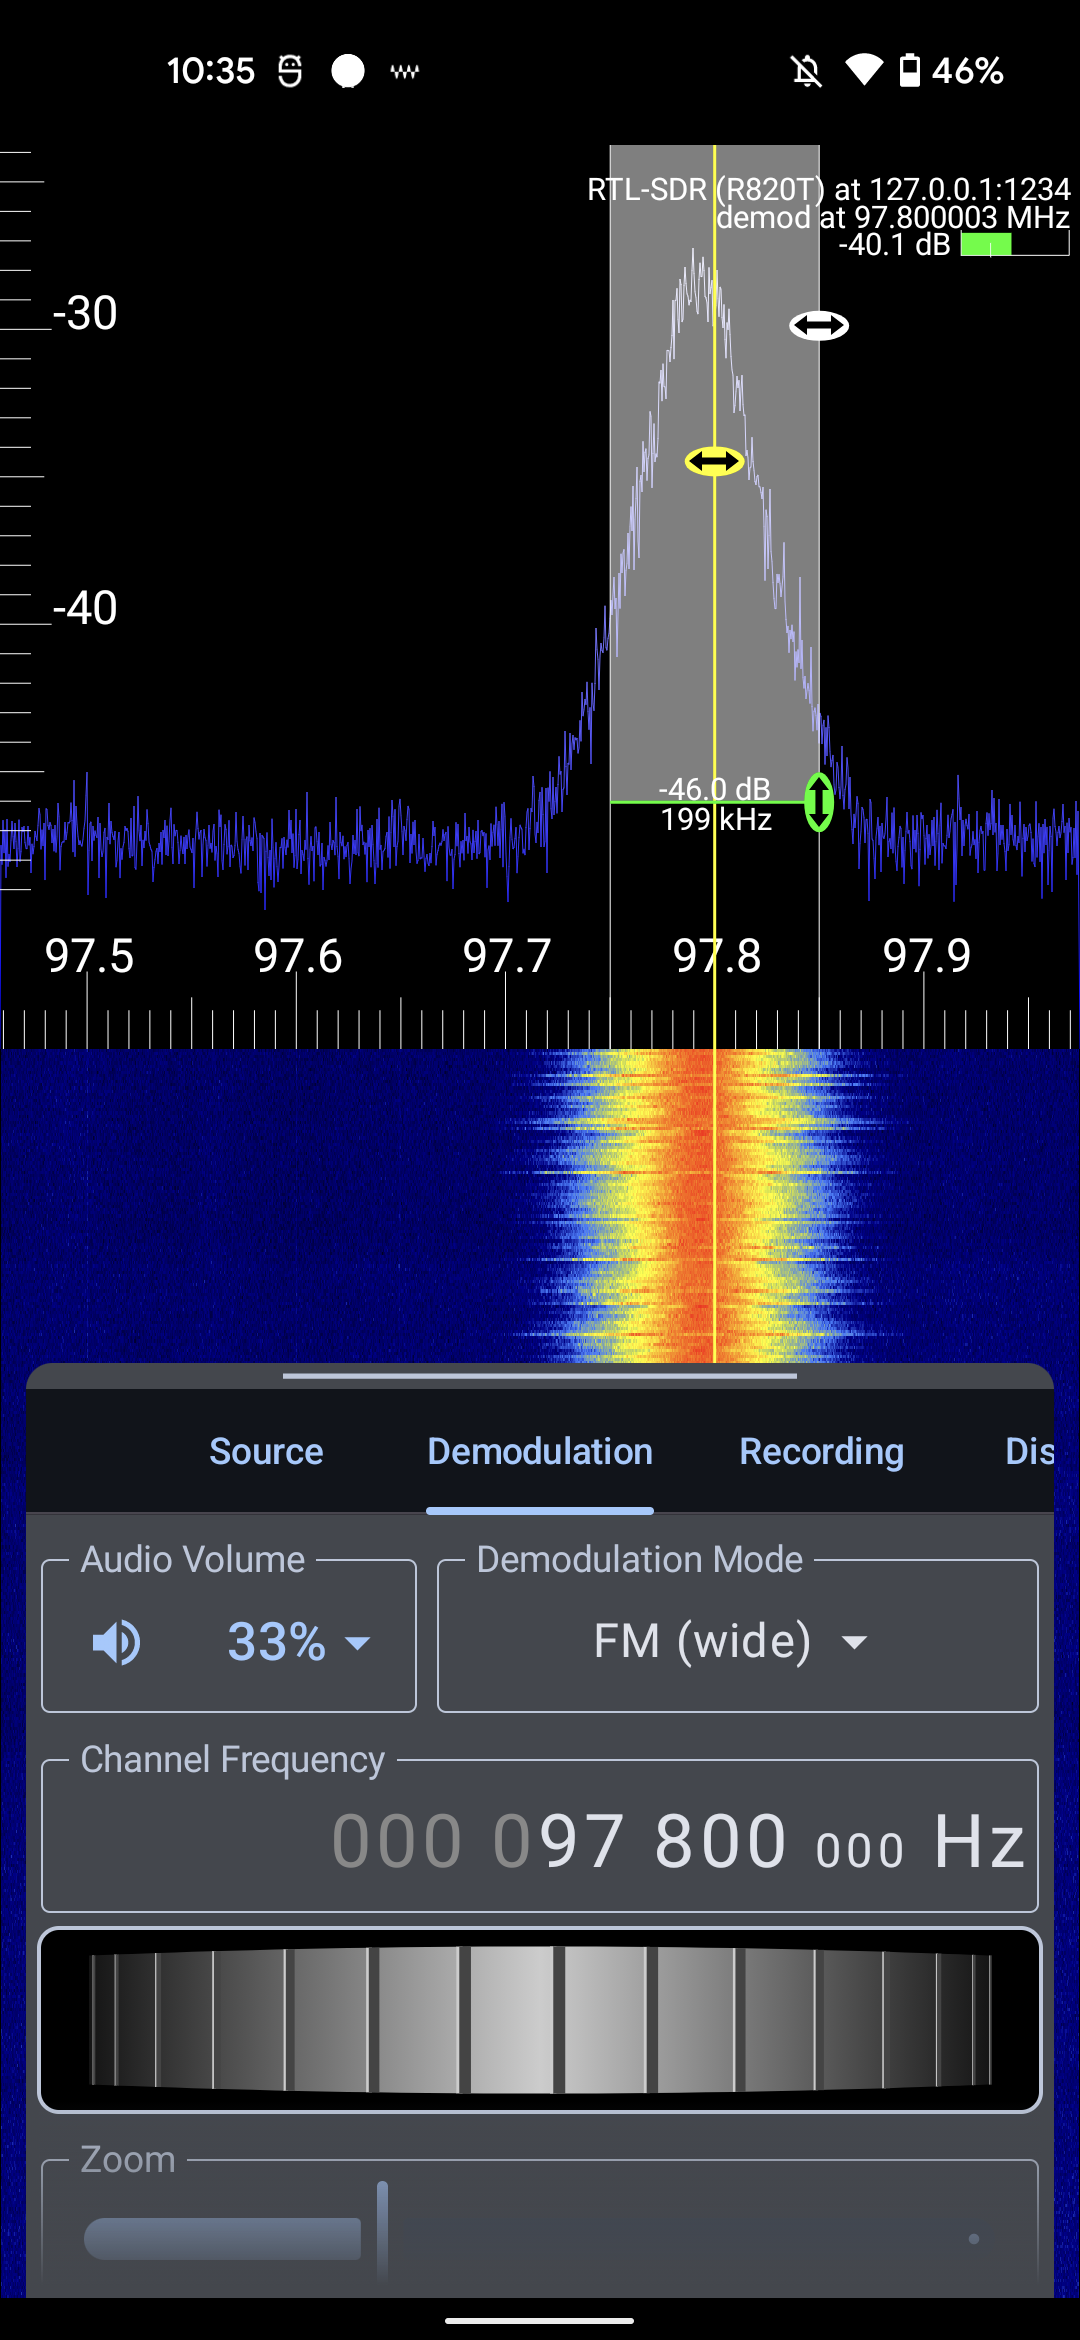 10:35
46%
RTL-SDR (R820T) at 127.0.0.1:1234
demod at 97.800003 MHz
-40.1 dB
-30
-40
-46.0 dB
199 kHz
97.5 97.6 97.7 97.8 97.9
Source Demodulation Recording Dis
Audio Volume Demodulation Mode
33% FM (wide)
Channel Frequency
000 097 800 000 Hz
Zoom